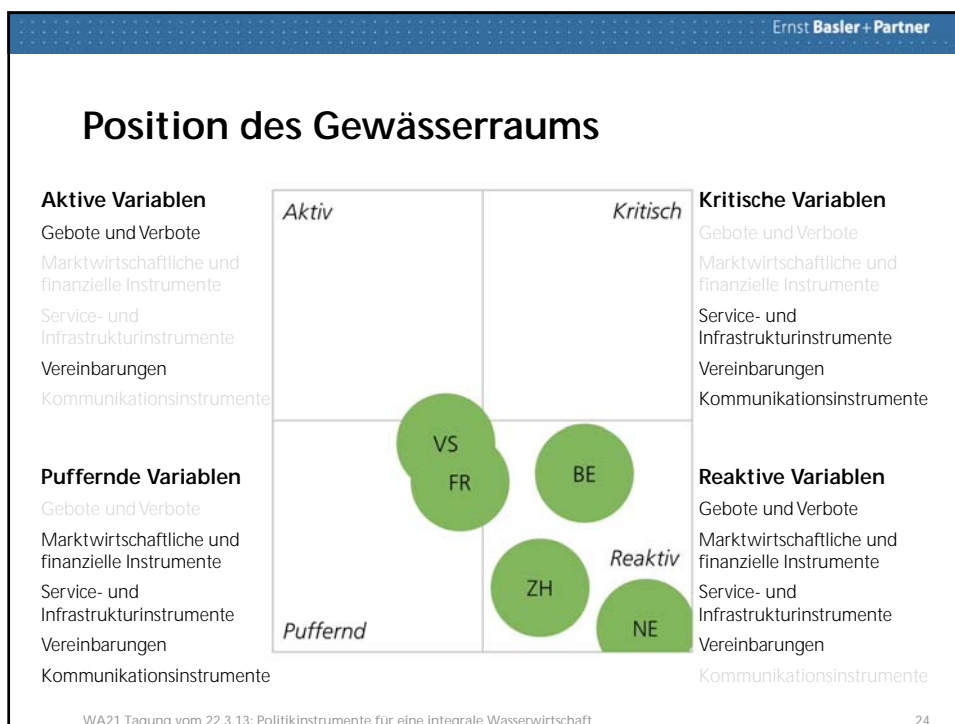 Ernst Basler + Partner
Position des Gewässerraums
Aktive Variablen
Gebote und Verbote
Marktwirtschaftliche und
finanzielle Instrumente
Service- und
Infrastrukturinstrumente
Vereinbarungen
Kommunikationsinstrumente
Puffernde Variablen
Gebote und Verbote
Marktwirtschaftliche und
finanzielle Instrumente
Service- und
Infrastrukturinstrumente
Vereinbarungen
Kommunikationsinstrumente
Aktiv
Kritisch
VS
FR
BE
Reaktiv
ZH
NE
Puffernd
Kritische Variablen
Gebote und Verbote
Marktwirtschaftliche und
finanzielle Instrumente
Service- und
Infrastrukturinstrumente
Vereinbarungen
Kommunikationsinstrumente
Reaktive Variablen
Gebote und Verbote
Marktwirtschaftliche und
finanzielle Instrumente
Service- und
Infrastrukturinstrumente
Vereinbarungen
Kommunikationsinstrumente
WA21 Tagung vom 22.3.13: Politikinstrumente für eine integrale Wasserwirtschaft
24